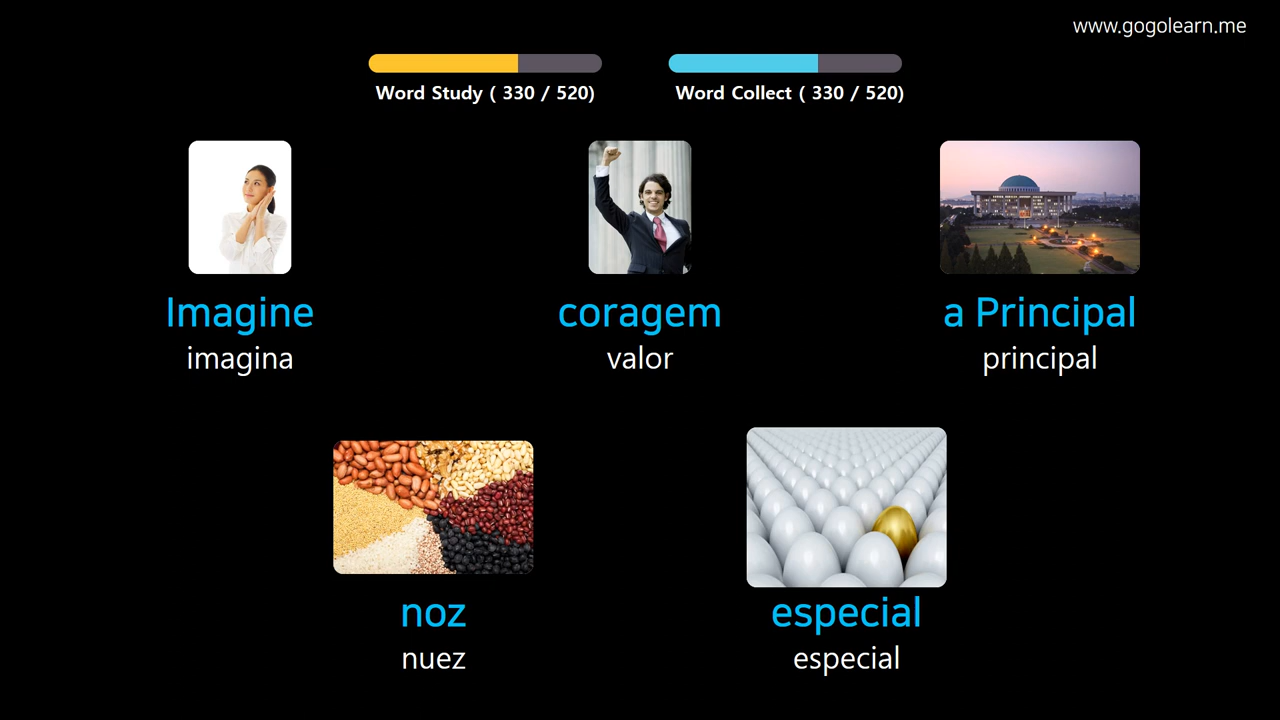 www.gogolearn.me
Word Study ( 330 / 520)
Word Collect ( 330 / 520)
Imagine
imagina
coragem
valor
a Principal
principal
noz
nuez
especial
especial